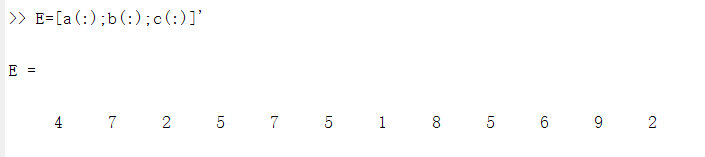 >> E=[a(:);b(:);c(:)]'
E =
4 7 2 5 7 5 1 8 5 6 9 2